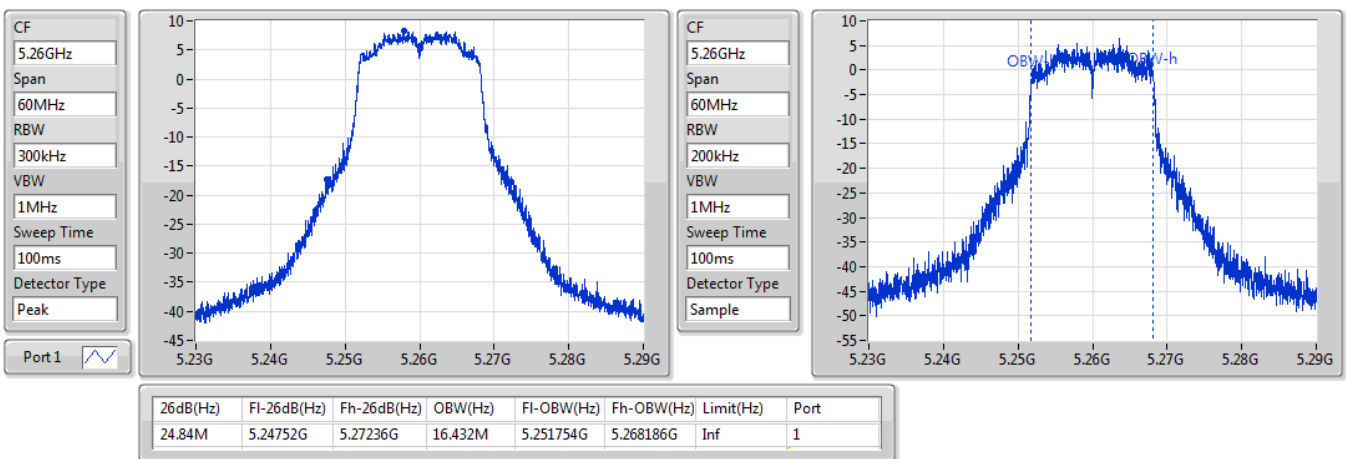 CF
5.26GHz
Span
60MHz
RBW
300kHz
VBW
1MHz
Sweep Time
100ms
Detector Type
Peak
Port 1
10
5
0
-5
-10
-15
-20
-25
-30
-35
-40
-45
5.23G 5.24G 5.25G 5.26G 5.27G 5.28G 5.29G
CF
5.26GHz
Span
60MHz
RBW
200kHz
VBW
1MHz
Sweep Time
100ms
Detector Type
Sample
10
5
0
-5
-10
-15
-20
-25
-30
-35
-40
-45
-50
-55
OBW-h
5.23G 5.24G 5.25G 5.26G 5.27G 5.28G 5.29G
26dB(Hz) Fl-26dB(Hz) Fh-26dB(Hz) OBW(Hz) Fl-OBW(Hz) Fh-OBW(Hz) Limit(Hz) Port
24.84M 5.24752G 5.27236G 16.432M 5.251754G 5.268186G Inf 1